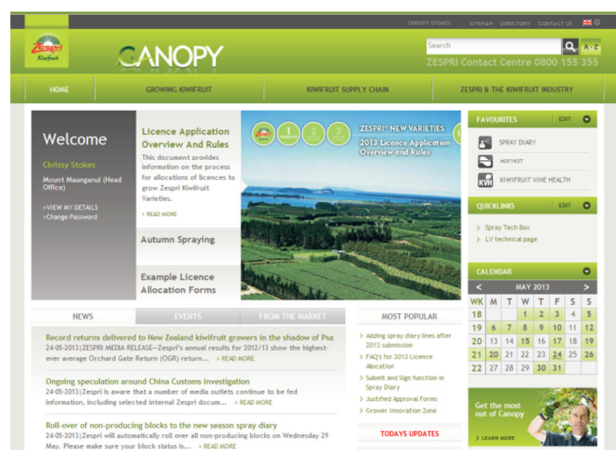 CHRISSY STOKES SITEMAP DIRECTORY CONTACT US
ZESPRI
Kiwifruit
CANOPY
Search
A-Z
ZESPRI Contact Centre 0800 155 355
HOME GROWING KIWIFRUIT KIWIFRUIT SUPPLY CHAIN ZESPRI & THE KIWIFRUIT INDUSTRY
Welcome
Chrissy Stokes
Mount Maunganui (Head
Office)
>VIEW MY DETAILS
>Change Password
Licence Application
Overview And Rules
This document provides
information on the process
for allocations of licences to
grow Zespri Kiwifruit
Varieties.
> READ MORE
Autumn Spraying
Example Licence
Allocation Forms
1 2 3
ZESPRI® NEW VARIETIES
2013 Licence Application
Overview and Rules
FAVOURITES EDIT
SPRAY DIARY
AGFIRST
KVH KIWIFRUIT VINE HEALTH
QUICKLINKS EDIT
> Spray Tech Box
> LV technical page
CALENDAR
< MAY 2013 >
WK M T W T F S S
18 1 2 3 4 5
19 6 7 8 9 10 11 12
20 13 14 15 16 17 18 19
21 20 21 22 23 24 25 26
22 27 28 29 30 31
Get the most
out of Canopy
> LEARN MORE
NEWS EVENTS FROM THE MARKET
Record returns delivered to New Zealand kiwifruit growers in the shadow of Psa
24-05-2013|ZESPRI MEDIA RELEASE—Zespri's annual results for 2012/13 show the highest-
ever average Orchard Gate Return (OGR) return... > READ MORE
Ongoing speculation around China Customs investigation
24-05-2013|Zespri is aware that a number of media outlets continue to be fed
information, including selected internal Zespri docum... > READ MORE
Roll-over of non-producing blocks to the new season spray diary
24-05-2013|Zespri will automatically roll over all non-producing blocks on Wednesday 29
May. Please make sure your block status is... > READ MORE
MOST POPULAR
> Adding spray diary lines after
2013 submission
> FAQ's for 2013 Licence
Allocation
> Submit and Sign function in
Spray Diary
> Justified Approval Forms
> Grower Innovation Zone
TODAYS UPDATES